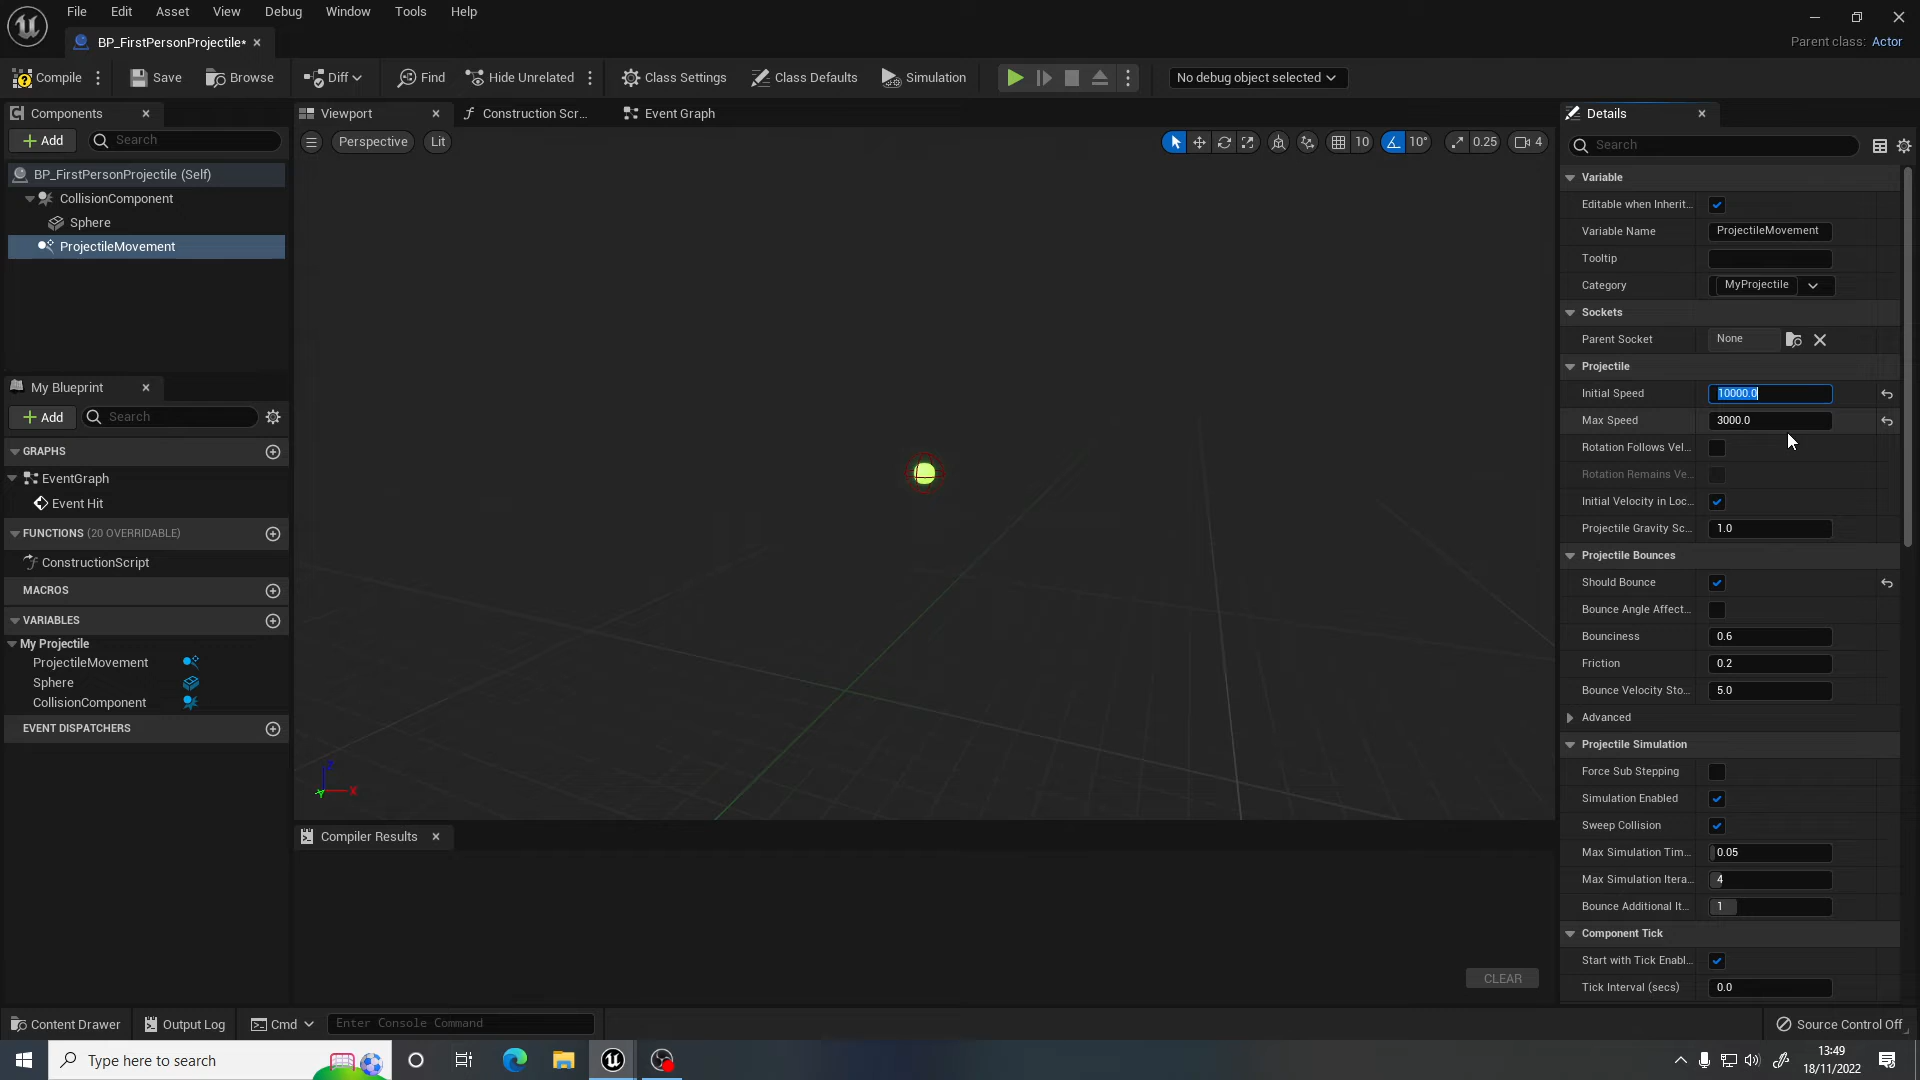 File Edit Asset View Debug Window Tools Help
BP_FirstPersonProjectile*
Parent class: Actor
Compile Save Browse Diff Find Hide Unrelated Class Settings Class Defaults Simulation No debug object selected
Components
Add Search
BP_FirstPersonProjectile (Self)
CollisionComponent
Sphere
ProjectileMovement
My Blueprint
Add Search
GRAPHS
EventGraph
Event Hit
FUNCTIONS (20 OVERRIDABLE)
ConstructionScript
MACROS
VARIABLES
My Projectile
ProjectileMovement
Sphere
CollisionComponent
EVENT DISPATCHERS
Viewport Construction Scr... Event Graph
Perspective Lit 10 10° 0.25 4
Z
X
Y
Compiler Results
CLEAR
Details
Search
Variable
Editable when Inherit...
Variable Name ProjectileMovement
Tooltip
Category MyProjectile
Sockets
Parent Socket None
Projectile
Initial Speed 10000.0
Max Speed 3000.0
Rotation Follows Vel...
Rotation Remains Ve...
Initial Velocity in Loc...
Projectile Gravity Sc... 1.0
Projectile Bounces
Should Bounce
Bounce Angle Affect...
Bounciness 0.6
Friction 0.2
Bounce Velocity Sto... 5.0
Advanced
Projectile Simulation
Force Sub Stepping
Simulation Enabled
Sweep Collision
Max Simulation Tim... 0.05
Max Simulation Itera... 4
Bounce Additional It... 1
Component Tick
Start with Tick Enabl...
Tick Interval (secs) 0.0
Content Drawer Output Log Cmd Enter Console Command Source Control Off
Type here to search
13:49
18/11/2022